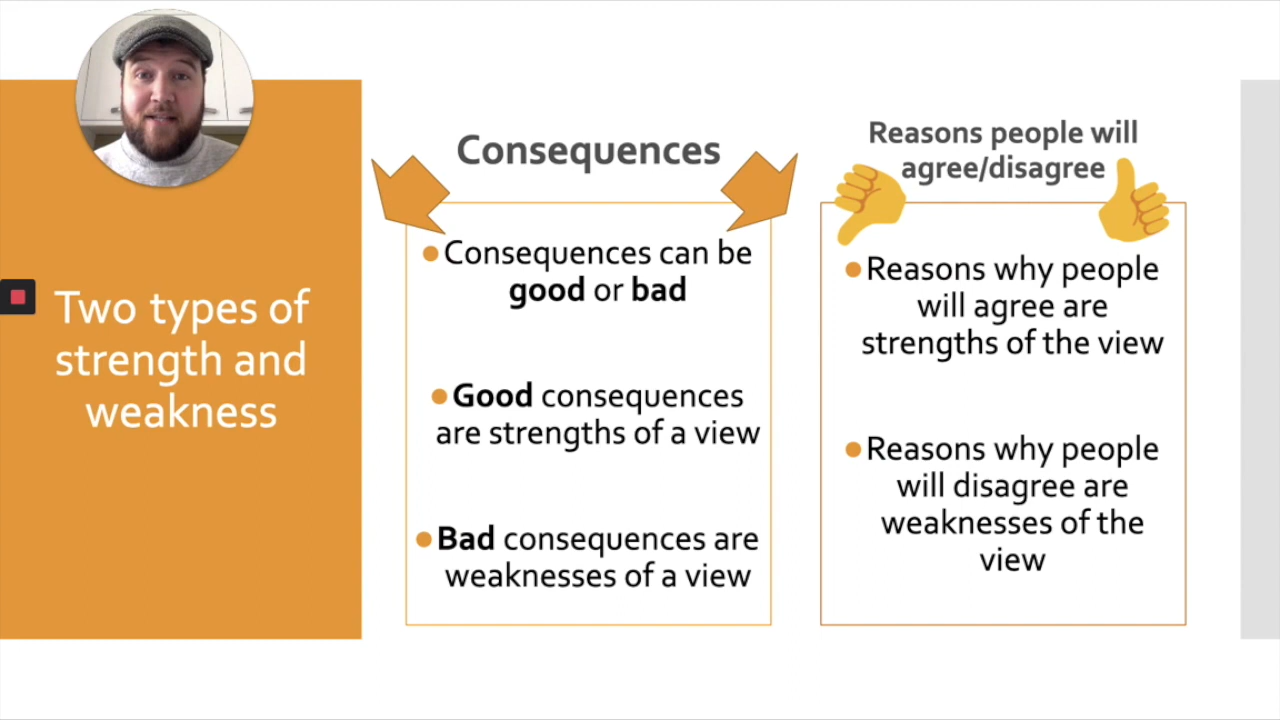 Two types of
strength and
weakness
Consequences
Consequences can be
good or bad
Good consequences
are strengths of a view
Bad consequences are
weaknesses of a view
Reasons people will
agree/disagree
Reasons why people
will agree are
strengths of the view
Reasons why people
will disagree are
weaknesses of the
view